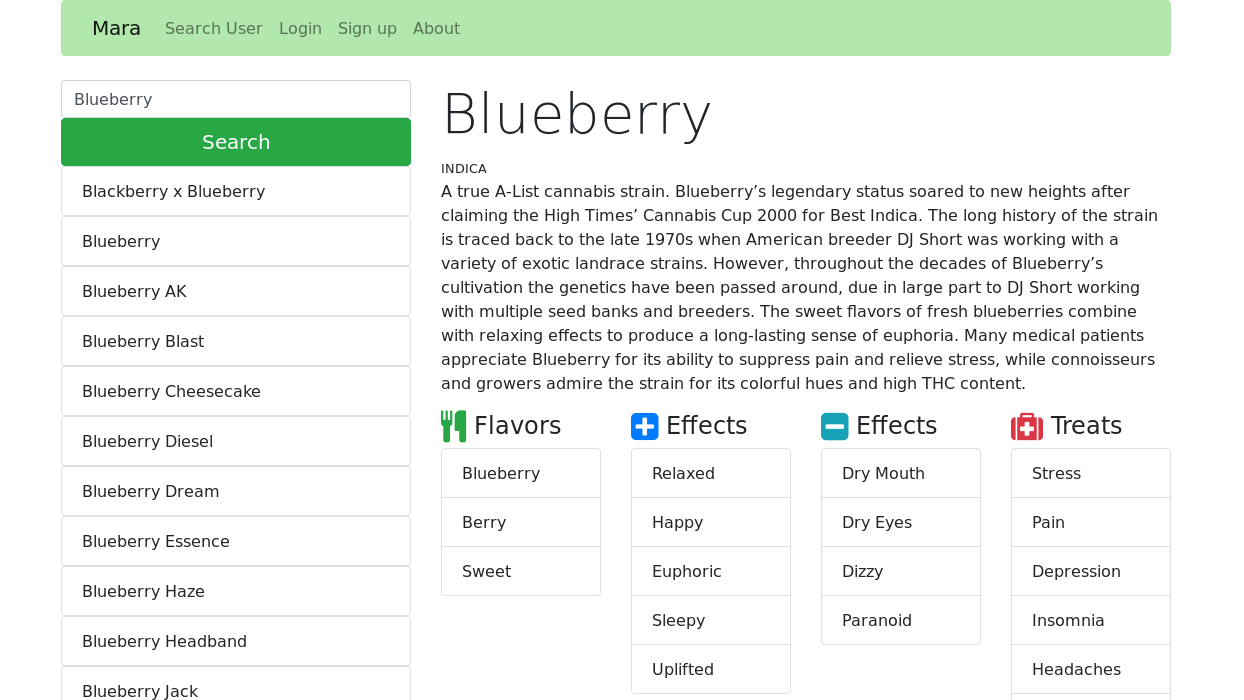 Mara Search User Login Sign up About
Blueberry
Search
Blackberry x Blueberry
Blueberry
Blueberry AK
Blueberry Blast
Blueberry Cheesecake
Blueberry Diesel
Blueberry Dream
Blueberry Essence
Blueberry Haze
Blueberry Headband
Blueberry Jack
Blueberry
INDICA
A true A-List cannabis strain. Blueberry’s legendary status soared to new heights after
claiming the High Times’ Cannabis Cup 2000 for Best Indica. The long history of the strain
is traced back to the late 1970s when American breeder DJ Short was working with a
variety of exotic landrace strains. However, throughout the decades of Blueberry’s
cultivation the genetics have been passed around, due in large part to DJ Short working
with multiple seed banks and breeders. The sweet flavors of fresh blueberries combine
with relaxing effects to produce a long-lasting sense of euphoria. Many medical patients
appreciate Blueberry for its ability to suppress pain and relieve stress, while connoisseurs
and growers admire the strain for its colorful hues and high THC content.
Flavors
Blueberry
Berry
Sweet
Effects
Relaxed
Happy
Euphoric
Sleepy
Uplifted
Effects
Dry Mouth
Dry Eyes
Dizzy
Paranoid
Treats
Stress
Pain
Depression
Insomnia
Headaches